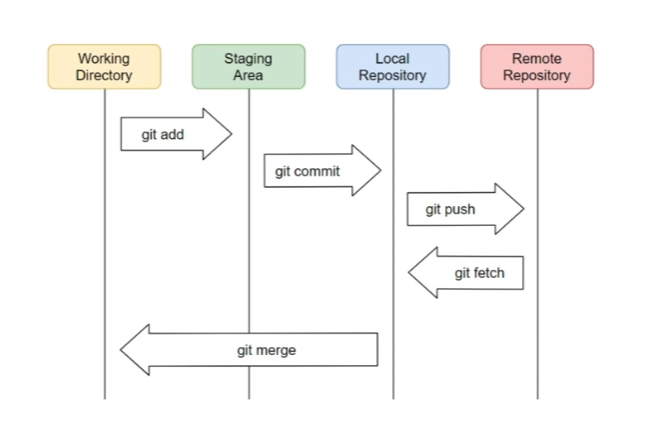 Working
Directory
Staging
Area
Local
Repository
Remote
Repository
git add
git commit
git push
git fetch
git merge